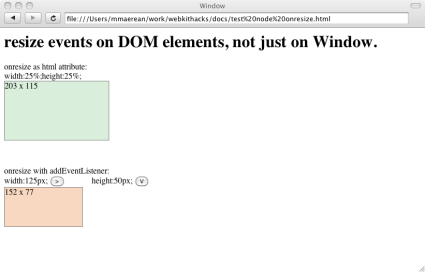 Window
file:///Users/mmaerean/work/webkithacks/docs/test%20node%20onresize.html
resize events on DOM elements, not just on Window.
onresize as html attribute:
width:25%;height:25%;
203 x 115
onresize with addEventListener:
width:125px; > height:50px; v
152 x 77